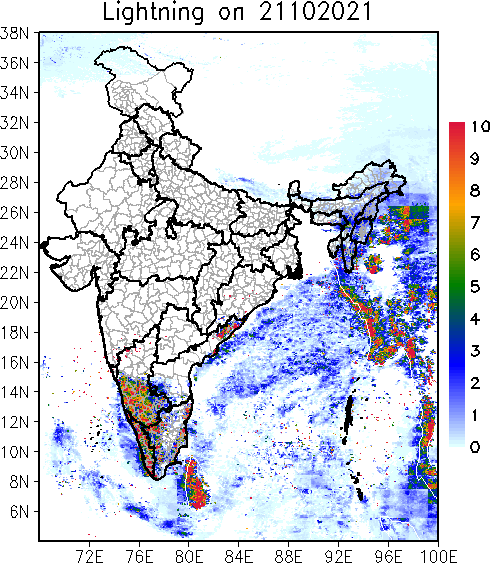 Lightning on 21102021
38N
36N
34N
32N
30N
28N
26N
24N
22N
20N
18N
16N
14N
12N
10N
8N
6N
72E 76E 80E 84E 88E 92E 96E 100E
10
9
8
7
6
5
4
3
2
1
0